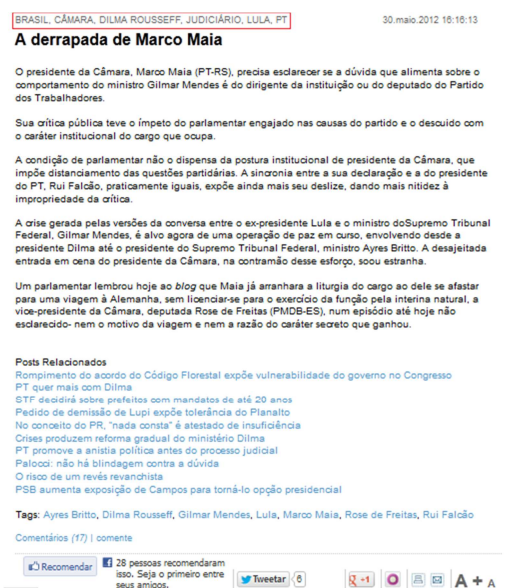 BRASIL, CÂMARA, DILMA ROUSSEFF, JUDICIÁRIO, LULA, PT 30.maio.2012 16:16:13
A derrapada de Marco Maia
O presidente da Câmara, Marco Maia (PT-RS), precisa esclarecer se a dúvida que alimenta sobre o
comportamento do ministro Gilmar Mendes é do dirigente da instituição ou do deputado do Partido
dos Trabalhadores.
Sua crítica pública teve o ímpeto do parlamentar engajado nas causas do partido e o descuido com
o caráter institucional do cargo que ocupa.
A condição de parlamentar não o dispensa da postura institucional de presidente da Câmara, que
impõe distanciamento das questões partidárias. A sincronia entre a sua declaração e a do presidente
do PT, Rui Falcão, praticamente iguais, expõe ainda mais seu deslize, dando mais nitidez à
impropriedade da crítica.
A crise gerada pelas versões da conversa entre o ex-presidente Lula e o ministro doSupremo Tribunal
Federal, Gilmar Mendes, é alvo agora de uma operação de paz em curso, envolvendo desde a
presidente Dilma até o presidente do Supremo Tribunal Federal, ministro Ayres Britto. A desajeitada
entrada em cena do presidente da Câmara, na contramão desse esforço, soou estranha.
Um parlamentar lembrou hoje ao blog que Maia já arranhara a liturgia do cargo ao dele se afastar
para uma viagem à Alemanha, sem licenciar-se para o exercício da função pela interina natural, a
vice-presidente da Câmara, deputada Rose de Freitas (PMDB-ES), num episódio até hoje não
esclarecido- nem o motivo da viagem e nem a razão do caráter secreto que ganhou.
Posts Relacionados
Rompimento do acordo do Código Florestal expõe vulnerabilidade do governo no Congresso
PT quer mais com Dilma
STF decidirá sobre prefeitos com mandatos de até 20 anos
Pedido de demissão de Lupi expõe tolerância do Planalto
No conceito do PR, "nada consta" é atestado de insuficiência
Crises produzem reforma gradual do ministério Dilma
PT promove a anistia política antes do processo judicial
Palocci: não há blindagem contra a dúvida
O risco de um revés revanchista
PSB aumenta exposição de Campos para torná-lo opção presidencial
Tags: Ayres Britto, Dilma Rousseff, Gilmar Mendes, Lula, Marco Maia, Rose de Freitas, Rui Falcão
Comentários (17) | comente
Recomendar 28 pessoas recomendaram
isso. Seja o primeiro entre
seus amigos.
Tweetar 6 +1 A + A